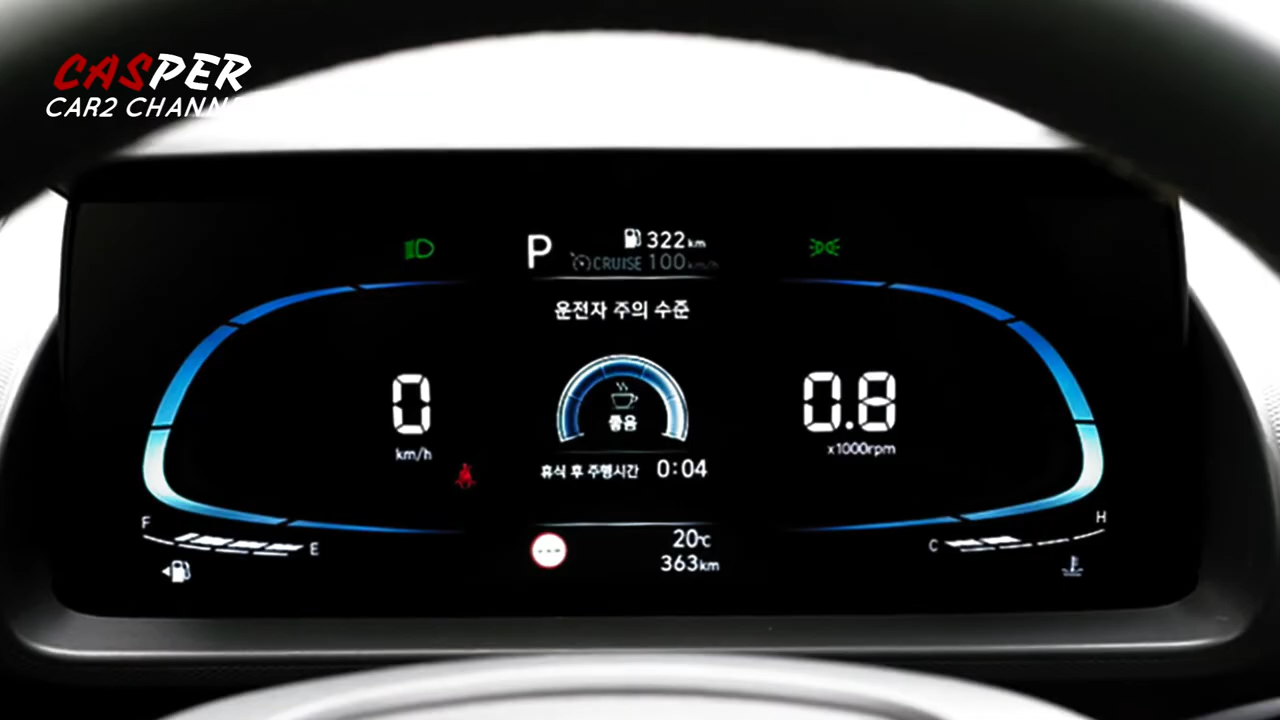 CASPER
CAR2 CHANN
P
322km
CRUISE 100km/h
운전자 주의 수준
0
km/h
좋음
0.8
x1000rpm
휴식 후 주행시간 0:04
F
E
---
20℃
363km
C
H